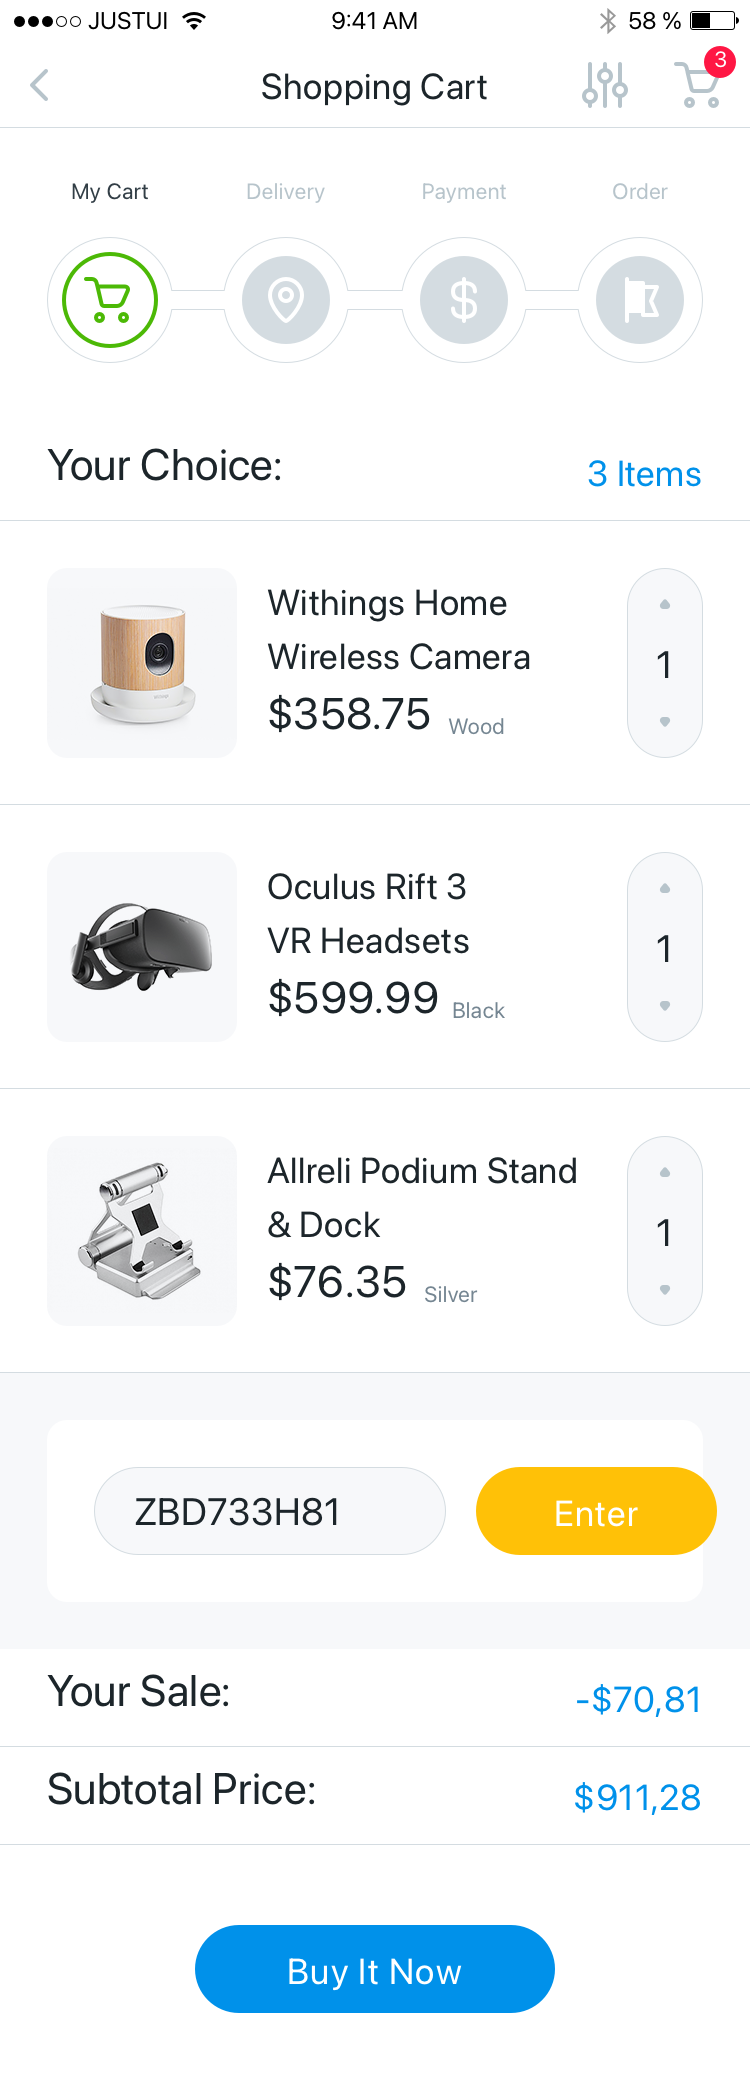 JUSTUI 9:41 AM 58 %
Shopping Cart 3
My Cart Delivery Payment Order
$
Your Choice:
3 Items
Withings Home
Wireless Camera
$358.75 Wood
1
Oculus Rift 3
VR Headsets
$599.99 Black
1
Allreli Podium Stand
& Dock
$76.35 Silver
1
ZBD733H81 Enter
Your Sale: -$70,81
Subtotal Price: $911,28
Buy It Now